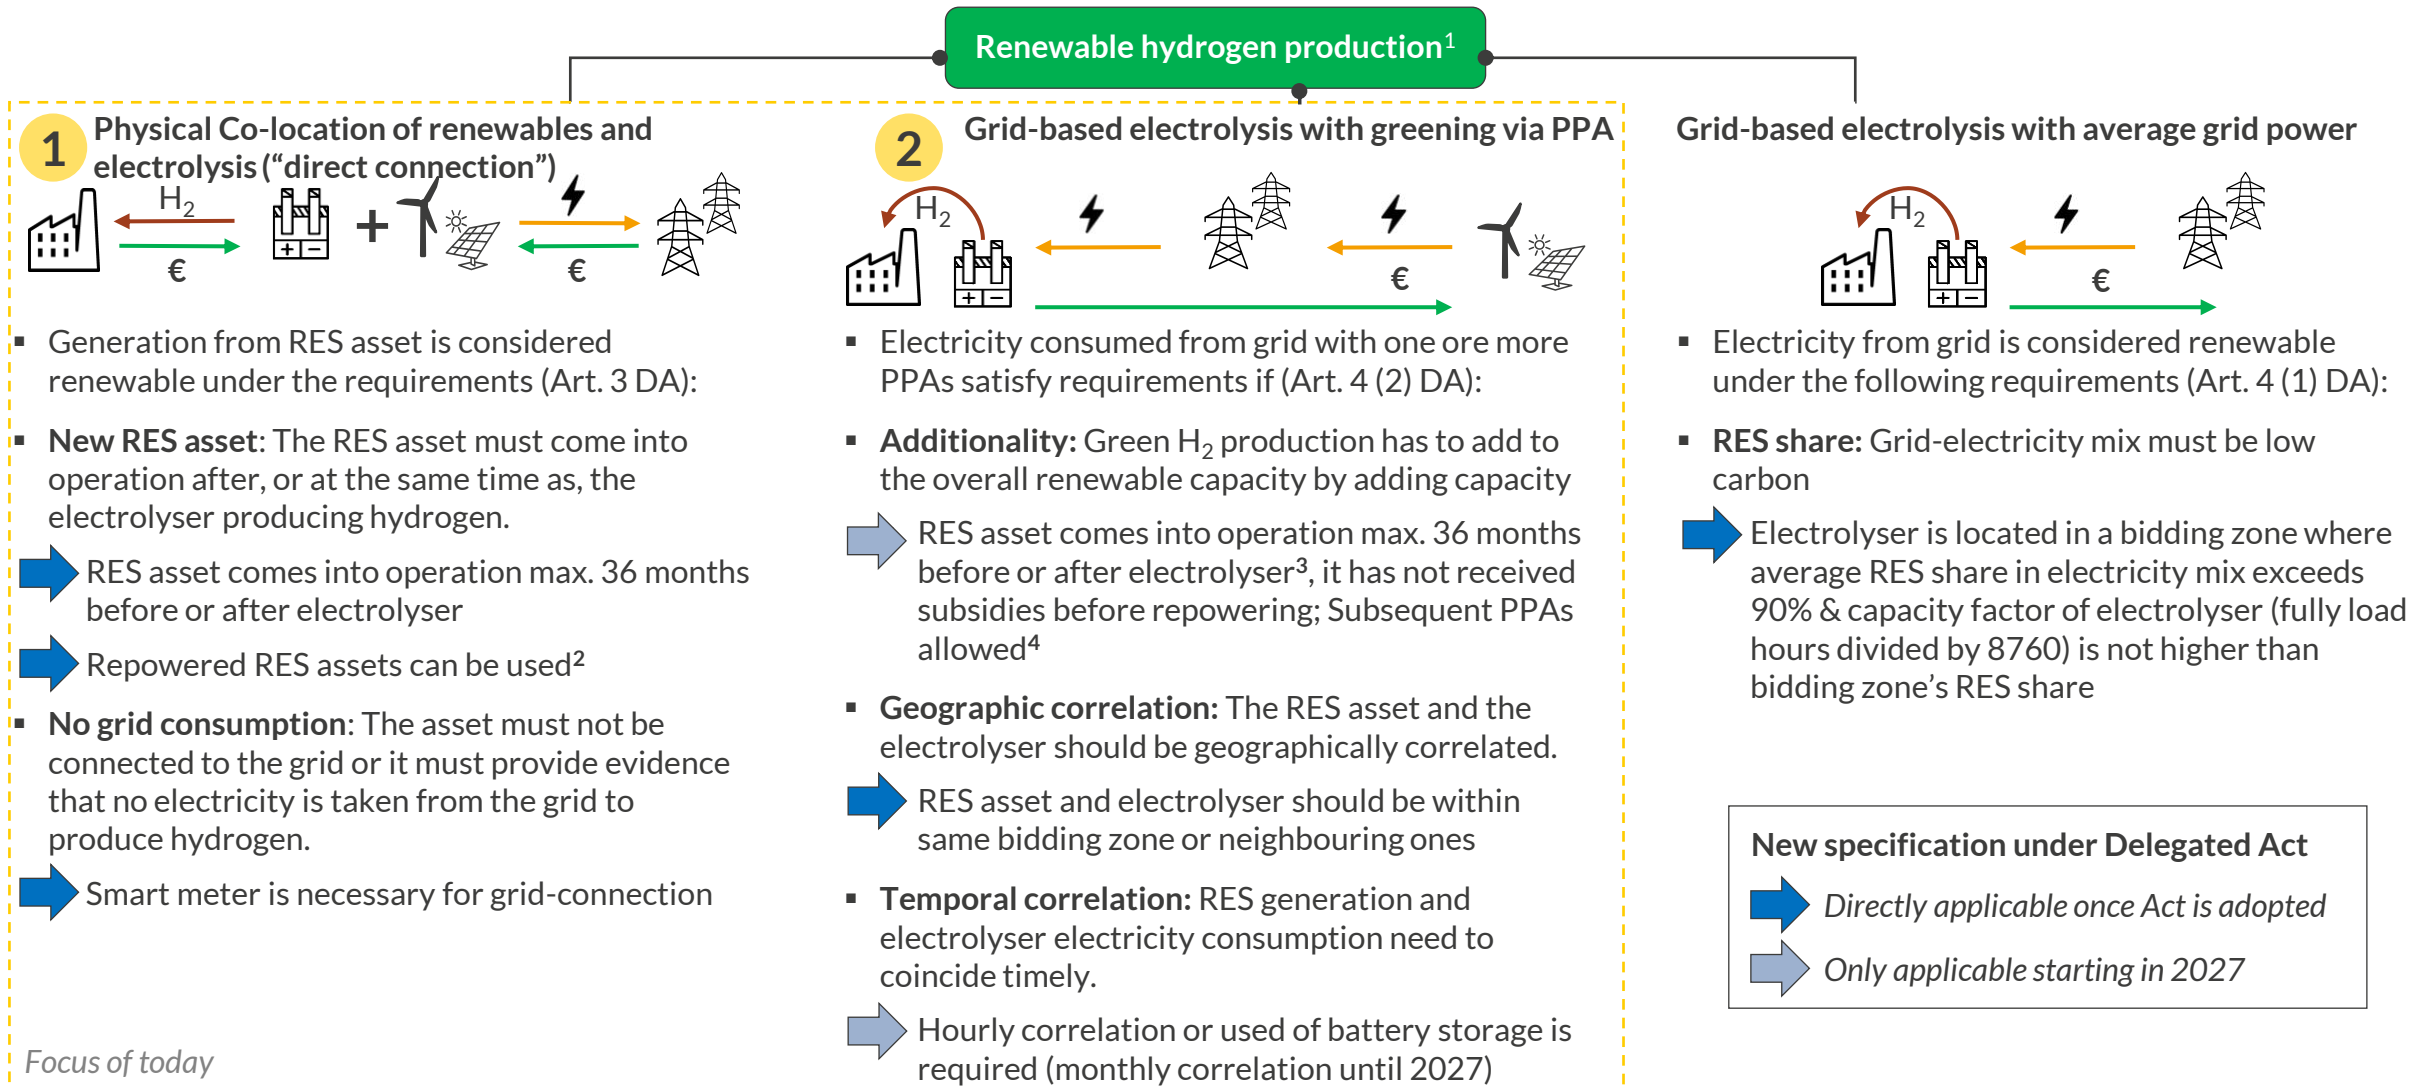 Renewable hydrogen production¹
1
Physical Co-location of renewables and
electrolysis (“direct connection”)
H₂
€
+
€
+ −
▪ Generation from RES asset is considered
renewable under the requirements (Art. 3 DA):
▪ New RES asset: The RES asset must come into
operation after, or at the same time as, the
electrolyser producing hydrogen.
RES asset comes into operation max. 36 months
before or after electrolyser
Repowered RES assets can be used²
▪ No grid consumption: The asset must not be
connected to the grid or it must provide evidence
that no electricity is taken from the grid to
produce hydrogen.
Smart meter is necessary for grid-connection
Focus of today
2
Grid-based electrolysis with greening via PPA
H₂
€
+ −
▪ Electricity consumed from grid with one ore more
PPAs satisfy requirements if (Art. 4 (2) DA):
▪ Additionality: Green H₂ production has to add to
the overall renewable capacity by adding capacity
RES asset comes into operation max. 36 months
before or after electrolyser³, it has not received
subsidies before repowering; Subsequent PPAs
allowed⁴
▪ Geographic correlation: The RES asset and the
electrolyser should be geographically correlated.
RES asset and electrolyser should be within
same bidding zone or neighbouring ones
▪ Temporal correlation: RES generation and
electrolyser electricity consumption need to
coincide timely.
Hourly correlation or used of battery storage is
required (monthly correlation until 2027)
Grid-based electrolysis with average grid power
H₂
€
+ −
▪ Electricity from grid is considered renewable
under the following requirements (Art. 4 (1) DA):
▪ RES share: Grid-electricity mix must be low
carbon
Electrolyser is located in a bidding zone where
average RES share in electricity mix exceeds
90% & capacity factor of electrolyser (fully load
hours divided by 8760) is not higher than
bidding zone’s RES share
New specification under Delegated Act
Directly applicable once Act is adopted
Only applicable starting in 2027